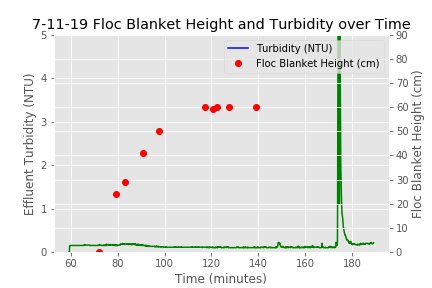 7-11-19 Floc Blanket Height and Turbidity over Time
Turbidity (NTU)
Floc Blanket Height (cm)
Effluent Turbidity (NTU)
5
4
3
2
1
0
90
80
70
60
50
40
30
20
10
0
Floc Blanket Height (cm)
60 80 100 120 140 160 180
Time (minutes)